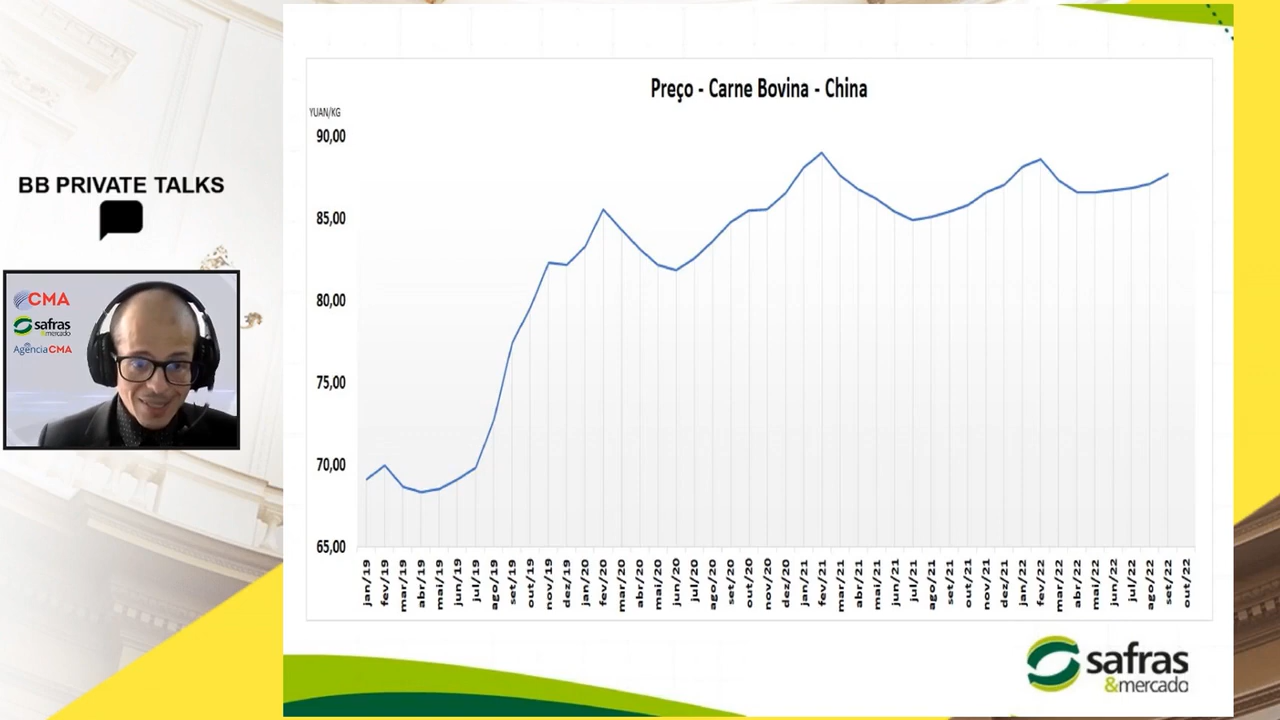 BB PRIVATE TALKS
CMA
safras
&mercado
Agência CMA
Preço - Carne Bovina - China
YUAN/KG
90,00
85,00
80,00
75,00
70,00
65,00
jan/19
fev/19
mar/19
abr/19
mai/19
jun/19
jul/19
ago/19
set/19
out/19
nov/19
dez/19
jan/20
fev/20
mar/20
abr/20
mai/20
jun/20
jul/20
ago/20
set/20
out/20
nov/20
dez/20
jan/21
fev/21
mar/21
abr/21
mai/21
jun/21
jul/21
ago/21
set/21
out/21
nov/21
dez/21
jan/22
fev/22
mar/22
abr/22
mai/22
jun/22
jul/22
ago/22
set/22
out/22
safras
&mercado